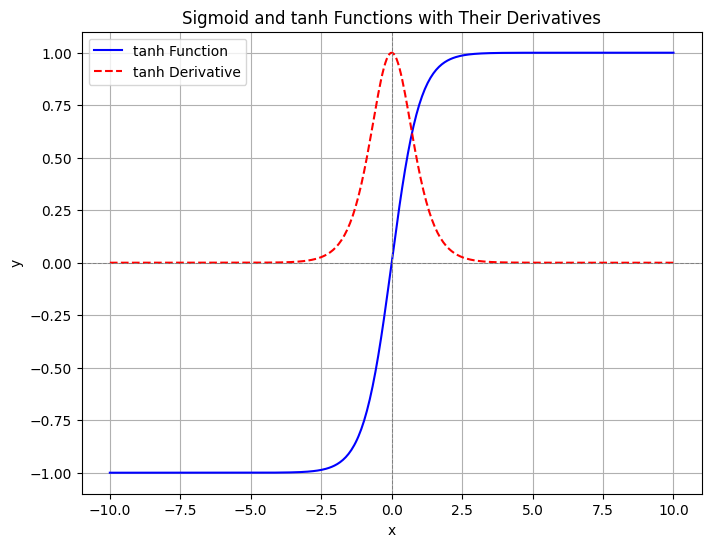 Sigmoid and tanh Functions with Their Derivatives
tanh Function
tanh Derivative
1.00
0.75
0.50
0.25
0.00
−0.25
−0.50
−0.75
−1.00
y
−10.0 −7.5 −5.0 −2.5 0.0 2.5 5.0 7.5 10.0
x